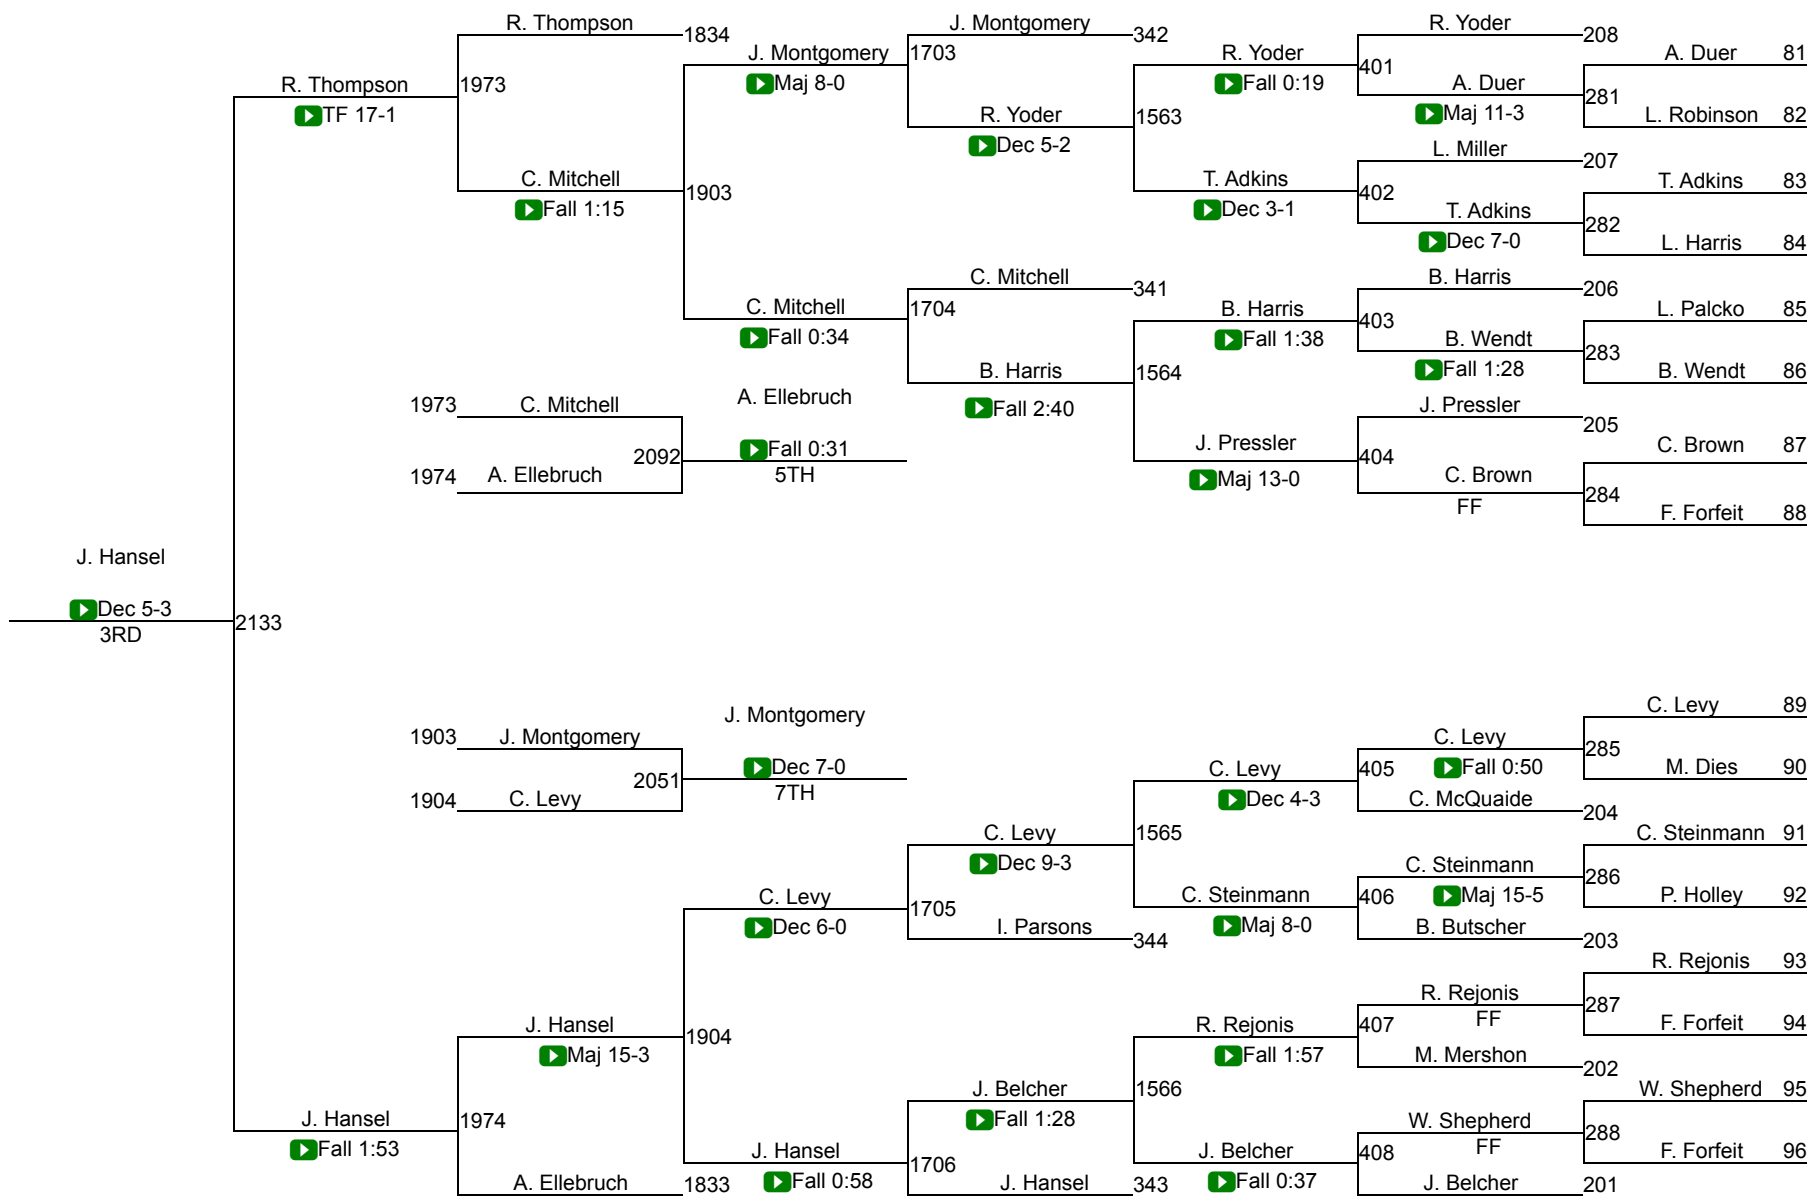 R. Thompson
1834
J. Montgomery
342
R. Yoder
208
J. Montgomery
1703
R. Yoder
A. Duer 81
R. Thompson
1973
Maj 8-0
Fall 0:19
401
A. Duer
281
TF 17-1
R. Yoder
1563
Maj 11-3
L. Robinson 82
Dec 5-2
L. Miller
207
C. Mitchell
1903
T. Adkins
402
T. Adkins 83
Fall 1:15
Dec 3-1
T. Adkins
282
Dec 7-0
L. Harris 84
C. Mitchell
341
B. Harris
206
C. Mitchell
1704
B. Harris
403
L. Palcko 85
Fall 0:34
Fall 1:38
B. Wendt
283
B. Harris
1564
Fall 1:28
B. Wendt 86
1973 C. Mitchell
A. Ellebruch
Fall 2:40
J. Pressler
205
2092
Fall 0:31
J. Pressler
404
C. Brown 87
1974 A. Ellebruch
5TH
Maj 13-0
C. Brown
284
FF
F. Forfeit 88
J. Hansel
Dec 5-3
2133
3RD
C. Levy 89
1903 J. Montgomery
J. Montgomery
C. Levy
285
2051
Dec 7-0
C. Levy
405
Fall 0:50
M. Dies 90
1904 C. Levy
7TH
Dec 4-3
C. McQuaide
204
C. Levy
1565
C. Steinmann 91
Dec 9-3
C. Steinmann
286
C. Levy
1705
C. Steinmann
406
Maj 15-5
P. Holley 92
Dec 6-0
I. Parsons
344
Maj 8-0
B. Butscher
203
R. Rejonis 93
R. Rejonis
287
J. Hansel
1904
R. Rejonis
407
FF
F. Forfeit 94
Maj 15-3
Fall 1:57
M. Mershon
202
J. Belcher
1566
W. Shepherd 95
J. Hansel
1974
Fall 1:28
W. Shepherd
288
Fall 1:53
J. Hansel
1706
J. Belcher
408
FF
F. Forfeit 96
A. Ellebruch
1833
Fall 0:58
J. Hansel
343
Fall 0:37
J. Belcher
201